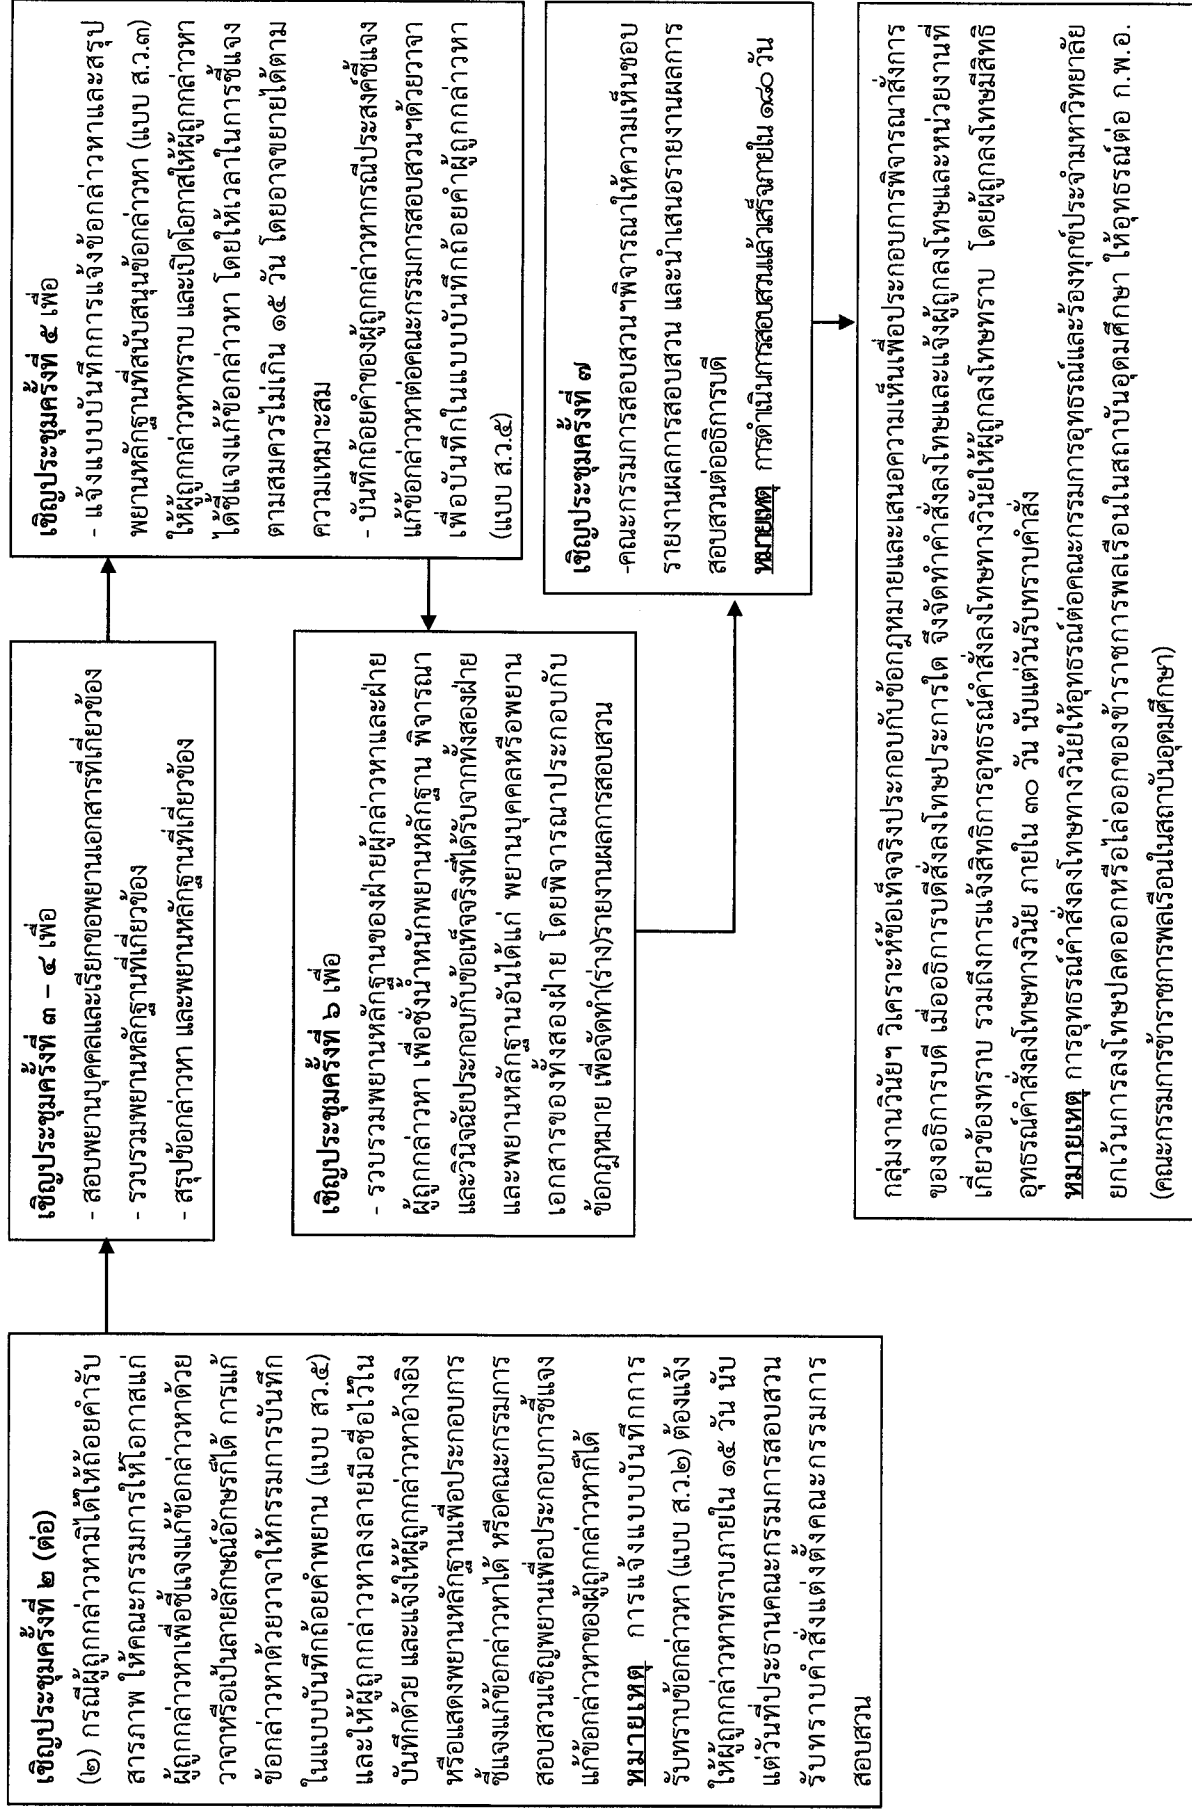 เชิญประชุมครั้งที่ ๒ (ต่อ)
(๒) กรณีผู้ถูกกล่าวหามิได้ให้ถ้อยคำรับ
สารภาพ ให้คณะกรรมการให้โอกาสแก่
ผู้ถูกกล่าวหาเพื่อชี้แจงแก้ข้อกล่าวหาด้วย
วาจาหรือเป็นลายลักษณ์อักษรก็ได้ การแก้
ข้อกล่าวหาด้วยวาจาให้กรรมการบันทึก
ในแบบบันทึกถ้อยคำพยาน (แบบ สว.๕)
และให้ผู้ถูกกล่าวหาลงลายมือชื่อไว้ใน
บันทึกด้วย และแจ้งให้ผู้ถูกกล่าวหาอ้างอิง
หรือแสดงพยานหลักฐานเพื่อประกอบการ
ชี้แจงแก้ข้อกล่าวหาได้ หรือคณะกรรมการ
สอบสวนเชิญพยานเพื่อประกอบการชี้แจง
แก้ข้อกล่าวหาของผู้ถูกกล่าวหาก็ได้
หมายเหตุ การแจ้งแบบบันทึกการ
รับทราบข้อกล่าวหา (แบบ ส.ว.๒) ต้องแจ้ง
ให้ผู้ถูกกล่าวหาทราบภายใน ๑๕ วัน นับ
แต่วันที่ประธานคณะกรรมการสอบสวน
รับทราบคำสั่งแต่งตั้งคณะกรรมการ
สอบสวน
เชิญประชุมครั้งที่ ๓ – ๔ เพื่อ
- สอบพยานบุคคลและเรียกขอพยานเอกสารที่เกี่ยวข้อง
- รวบรวมพยานหลักฐานที่เกี่ยวข้อง
- สรุปข้อกล่าวหา และพยานหลักฐานที่เกี่ยวข้อง
เชิญประชุมครั้งที่ ๕ เพื่อ
- แจ้งแบบบันทึกการแจ้งข้อกล่าวหาและสรุป
พยานหลักฐานที่สนับสนุนข้อกล่าวหา (แบบ ส.ว.๓)
ให้ผู้ถูกกล่าวหาทราบ และเปิดโอกาสให้ผู้ถูกกล่าวหา
ได้ชี้แจงแก้ข้อกล่าวหา โดยให้เวลาในการชี้แจง
ตามสมควรไม่เกิน ๑๕ วัน โดยอาจขยายได้ตาม
ความเหมาะสม
- บันทึกถ้อยคำของผู้ถูกกล่าวหากรณีประสงค์ชี้แจง
แก้ข้อกล่าวหาต่อคณะกรรมการสอบสวนฯด้วยวาจา
เพื่อบันทึกในแบบบันทึกถ้อยคำผู้ถูกกล่าวหา
(แบบ ส.ว.๕)
เชิญประชุมครั้งที่ ๖ เพื่อ
- รวบรวมพยานหลักฐานของฝ่ายผู้กล่าวหาและฝ่าย
ผู้ถูกกล่าวหา เพื่อชั่งน้ำหนักพยานหลักฐาน พิจารณา
และวินิจฉัยประกอบกับข้อเท็จจริงที่ได้รับจากทั้งสองฝ่าย
และพยานหลักฐานอันได้แก่ พยานบุคคลหรือพยาน
เอกสารของทั้งสองฝ่าย โดยพิจารณาประกอบกับ
ข้อกฎหมาย เพื่อจัดทำ(ร่าง)รายงานผลการสอบสวน
เชิญประชุมครั้งที่ ๗
-คณะกรรมการสอบสวนฯพิจารณาให้ความเห็นชอบ
รายงานผลการสอบสวน และนำเสนอรายงานผลการ
สอบสวนต่ออธิการบดี
หมายเหตุ การดำเนินการสอบสวนแล้วเสร็จภายใน ๑๘๐ วัน
กลุ่มงานวินัยฯ วิเคราะห์ข้อเท็จจริงประกอบกับข้อกฎหมายและเสนอความเห็นเพื่อประกอบการพิจารณาสั่งการ
ของอธิการบดี เมื่ออธิการบดีสั่งลงโทษประการใด จึงจัดทำคำสั่งลงโทษและแจ้งผู้ถูกลงโทษและหน่วยงานที่
เกี่ยวข้องทราบ รวมถึงการแจ้งสิทธิการอุทธรณ์คำสั่งลงโทษทางวินัยให้ผู้ถูกลงโทษทราบ โดยผู้ถูกลงโทษมีสิทธิ
อุทธรณ์คำสั่งลงโทษทางวินัย ภายใน ๓๐ วัน นับแต่วันรับทราบคำสั่ง
หมายเหตุ การอุทธรณ์คำสั่งลงโทษทางวินัยให้อุทธรณ์ต่อคณะกรรมการอุทธรณ์และร้องทุกข์ประจำมหาวิทยาลัย
ยกเว้นการลงโทษปลดออกหรือไล่ออกของข้าราชการพลเรือนในสถาบันอุดมศึกษา ให้อุทธรณ์ต่อ ก.พ.อ.
(คณะกรรมการข้าราชการพลเรือนในสถาบันอุดมศึกษา)